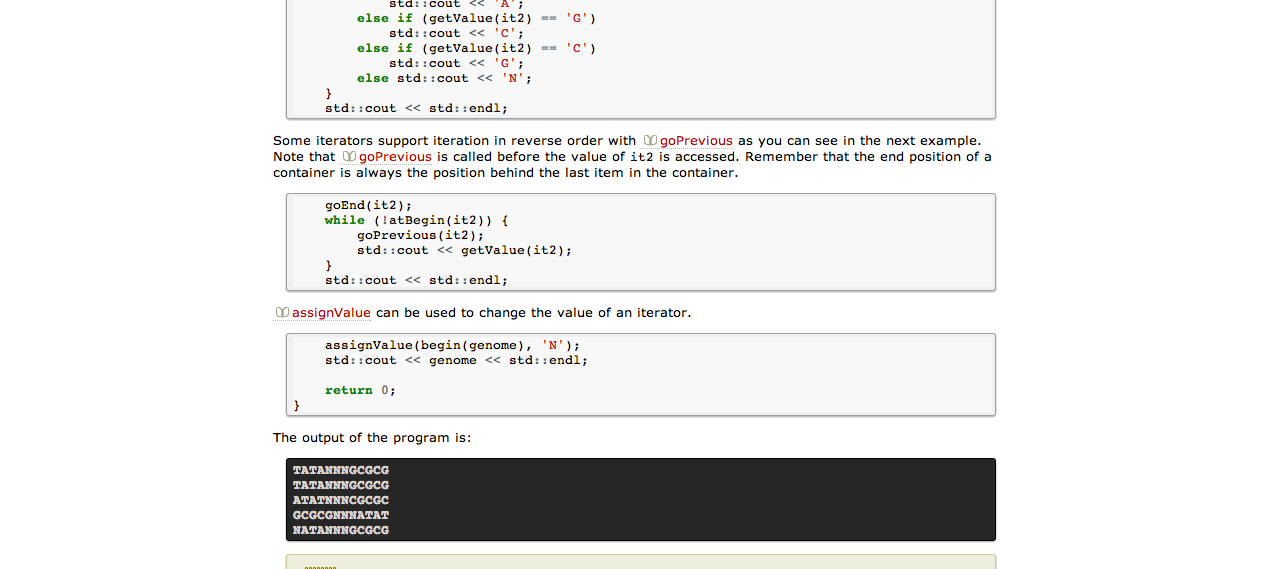 std::cout << 'A';
else if (getValue(it2) == 'G')
std::cout << 'C';
else if (getValue(it2) == 'C')
std::cout << 'G';
else std::cout << 'N';
}
std::cout << std::endl;
Some iterators support iteration in reverse order with goPrevious as you can see in the next example.
Note that goPrevious is called before the value of it2 is accessed. Remember that the end position of a
container is always the position behind the last item in the container.
goEnd(it2);
while (!atBegin(it2)) {
goPrevious(it2);
std::cout << getValue(it2);
}
std::cout << std::endl;
assignValue can be used to change the value of an iterator.
assignValue(begin(genome), 'N');
std::cout << genome << std::endl;
return 0;
}
The output of the program is:
TATANNNGCGCG
TATANNNGCGCG
ATATNNNCGCGC
GCGCGNNNATAT
NATANNNGCGCG